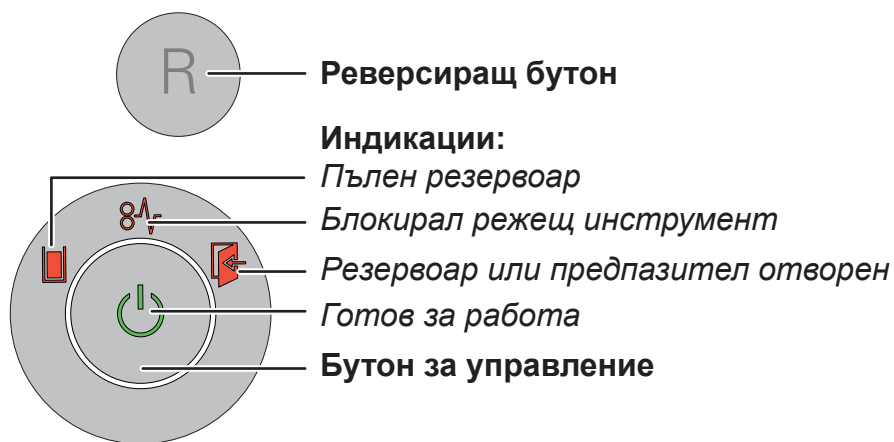 R
Реверсиращ бутон
Индикации:
Пълен резервоар
Блокирал режещ инструмент
Резервоар или предпазител отворен
Готов за работа
Бутон за управление